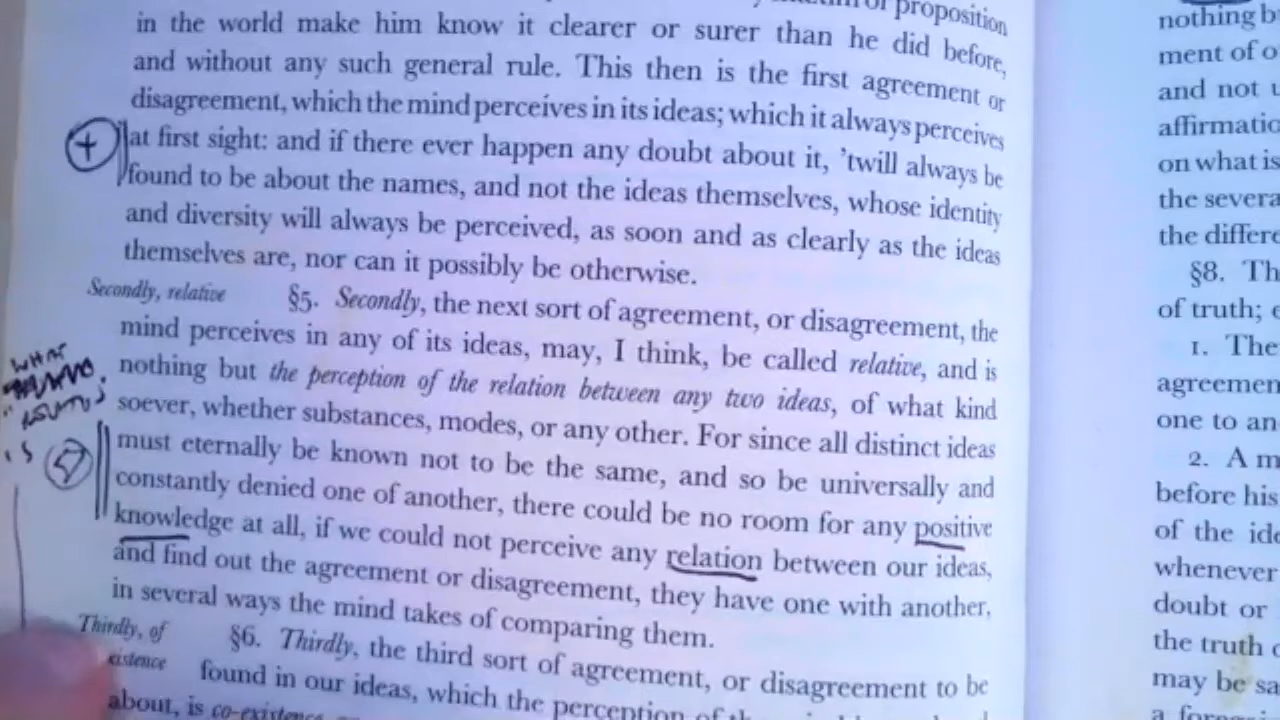 of proposition
in the world make him know it clearer or surer than he did before,
and without any such general rule. This then is the first agreement or
disagreement, which the mind perceives in its ideas; which it always perceives
at first sight: and if there ever happen any doubt about it, 'twill always be
found to be about the names, and not the ideas themselves, whose identity
and diversity will always be perceived, as soon and as clearly as the ideas
themselves are, nor can it possibly be otherwise.
Secondly, relative §5. Secondly, the next sort of agreement, or disagreement, the
mind perceives in any of its ideas, may, I think, be called relative, and is
nothing but the perception of the relation between any two ideas, of what kind
soever, whether substances, modes, or any other. For since all distinct ideas
must eternally be known not to be the same, and so be universally and
constantly denied one of another, there could be no room for any positive
knowledge at all, if we could not perceive any relation between our ideas,
and find out the agreement or disagreement, they have one with another,
in several ways the mind takes of comparing them.
Thirdly, of §6. Thirdly, the third sort of agreement, or disagreement to be
existence found in our ideas, which the perception of the
about, is co-existence
+
WHAT
IS
nothing b
ment of o
and not u
affirmatio
on what is
the severa
the differe
§8. Th
of truth;
1. The
agreemen
one to an
2. A m
before his
of the ide
whenever
doubt or
the truth
may be sa